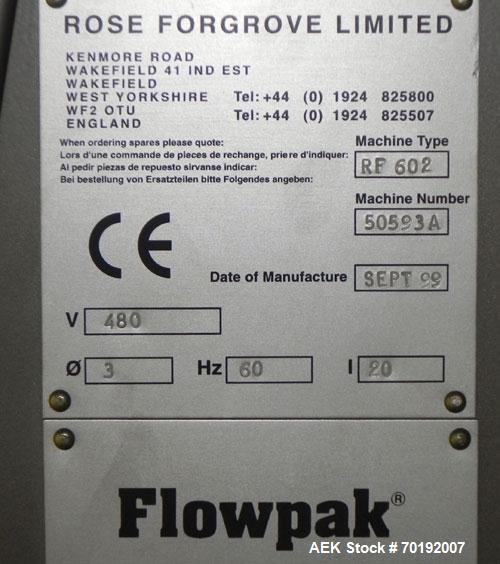 ROSE FORGROVE LIMITED
KENMORE ROAD
WAKEFIELD 41 IND EST
WAKEFIELD
WEST YORKSHIRE Tel: +44 (0) 1924 825800
WF2 OTU Tel: +44 (0) 1924 825507
ENGLAND
When ordering spares please quote: Machine Type
Lors d'une commande de pieces de rechange, priere d'indiquer: RF 602
Al pedir piezas de repuesto sirvanse indicar:
Bei bestellung von Ersatzteilen bitte Folgendes angeben:
Machine Number
50593A
CE
Date of Manufacture SEPT 99
V 480
Ø 3 Hz 60 I 20
Flowpak®
AEK Stock # 70192007